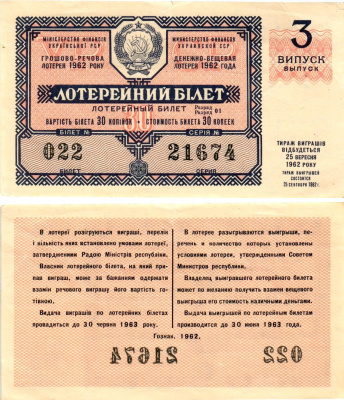 МІНІСТЕРСТВО ФІНАНСІВ
УКРАЇНСЬКОЇ РСР
ГРОШОВО-РЕЧОВА
ЛОТЕРЕЯ 1962 РОКУ
МИНИСТЕРСТВО ФИНАНСОВ
УКРАИНСКОЙ ССР
ДЕНЕЖНО-ВЕЩЕВАЯ
ЛОТЕРЕЯ 1962 ГОДА
3
ВИПУСК
ВЫПУСК
ЛОТЕРЕЙНИЙ БІЛЕТ
ЛОТЕРЕЙНЫЙ БИЛЕТ
Розряд
Разряд 01
ВАРТІСТЬ БІЛЕТА 30 КОПІЙОК • СТОИМОСТЬ БИЛЕТА 30 КОПЕЕК
30
БІЛЕТ №
СЕРІЯ №
022
21674
БИЛЕТ
СЕРИЯ
ТИРАЖ ВИГРАШІВ
ВІДБУДЕТЬСЯ
25 ВЕРЕСНЯ
1962 РОКУ
ТИРАЖ ВЫИГРЫШЕЙ
СОСТОИТСЯ
25 СЕНТЯБРЯ 1962 г.
В лотереї розігруються виграші, перелік
і кількість яких встановлено умовами лотереї,
затвердженими Радою Міністрів республіки.
Власник лотерейного білета, на який припав
виграш, може за бажанням одержати
взамін речового виграшу його вартість готівкою.
Видача виграшів по лотерейних білетах
провадиться до 30 червня 1963 року.
В лотерее разыгрываются выигрыши, перечень
и количество которых установлены
условиями лотереи, утвержденными Советом
Министров республики.
Владелец выигравшего лотерейного билета
может по желанию получить взамен вещевого
выигрыша его стоимость наличными деньгами.
Выдача выигрышей по лотерейным билетам
производится до 30 июня 1963 года.
Гознак. 1962.
21674
022